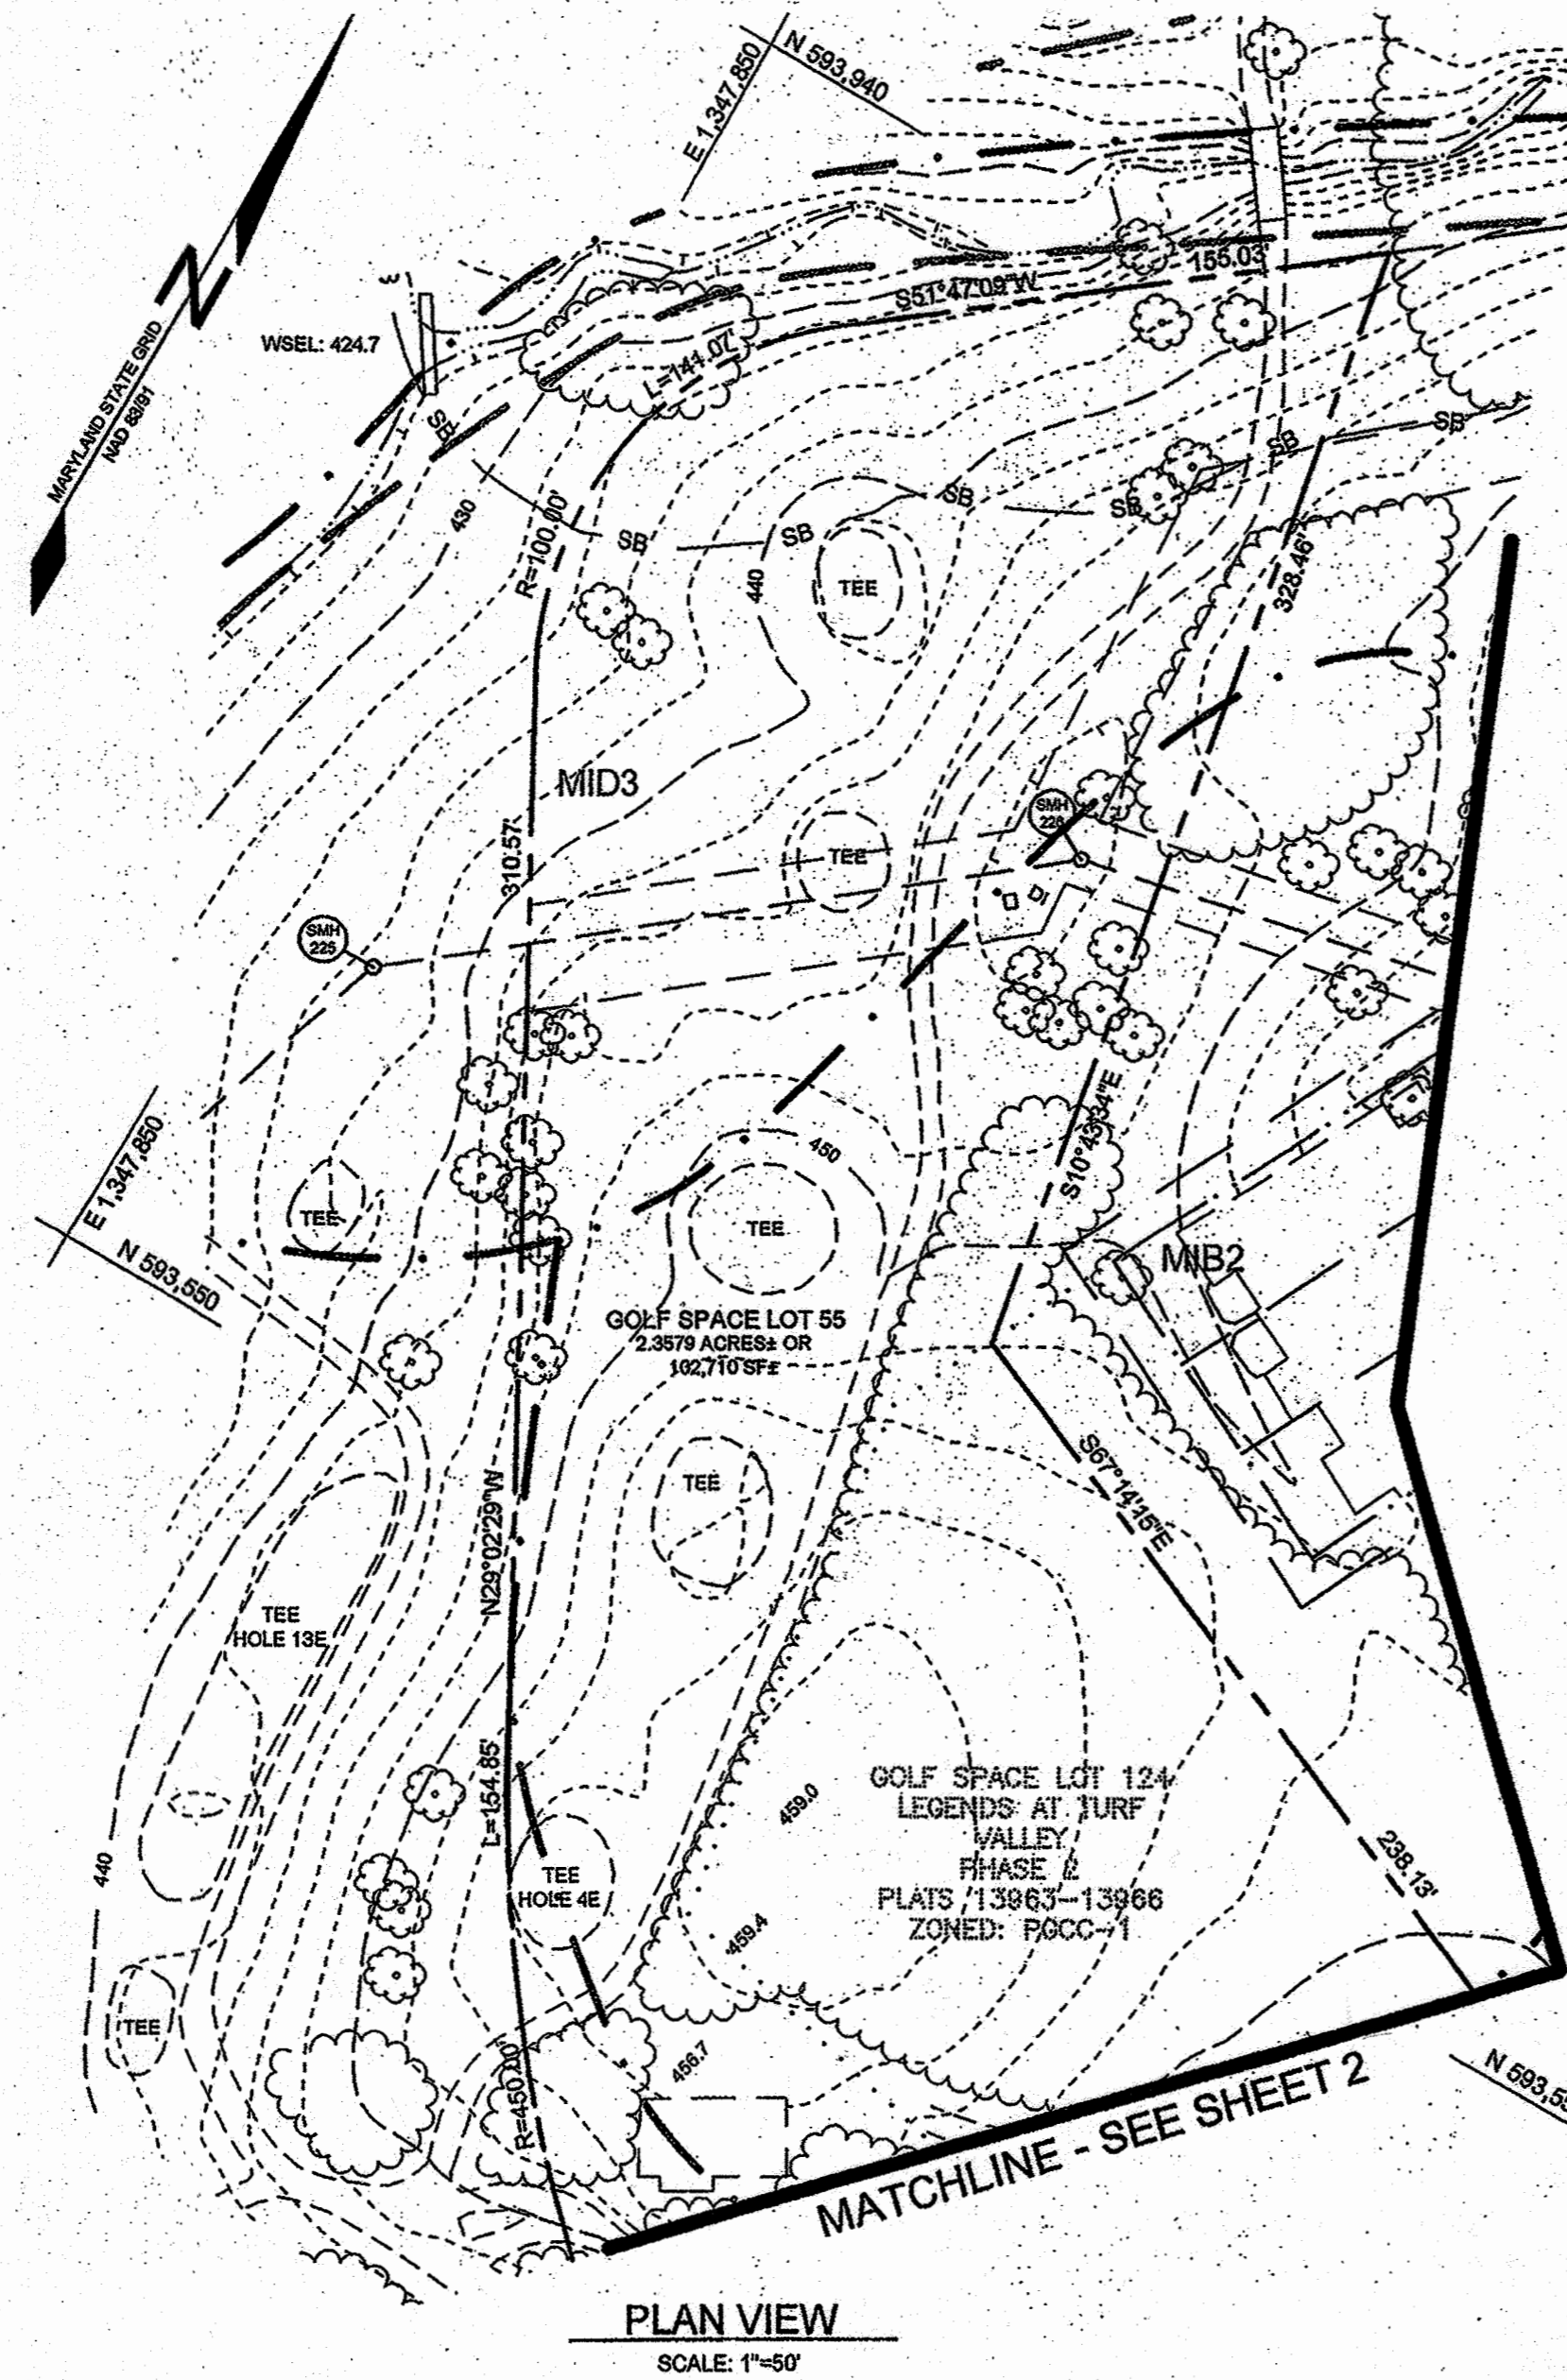 E 1,347,850
N 593,940
MARYLAND STATE GRID
NAD 83/91
WSEL: 424.7
155.03'
S51°47'09"W
L=141.07'
SB
SB
SB
430
SB
SB
SB
SB
440
R=100.00'
TEE
328.46'
MID3
310.57'
SMH
226
TEE
DI
SMH
225
S10°43'34"E
E 1,347,850
N 593,550
450
TEE
TEE
MIB2
GOLF SPACE LOT 55
2.3579 ACRES± OR
102,710 SF±
TEE
S67°14'15"E
N29°02'29"W
TEE
HOLE 13E
L=154.85'
459.0
GOLF SPACE LOT 124
LEGENDS AT TURF
VALLEY
PHASE 2
PLATS 13963-13966
ZONED: PGCC-1
238.13'
440
TEE
HOLE 4E
459.4
TEE
R=450.00'
456.7
MATCHLINE - SEE SHEET 2
PLAN VIEW
SCALE: 1"=50'